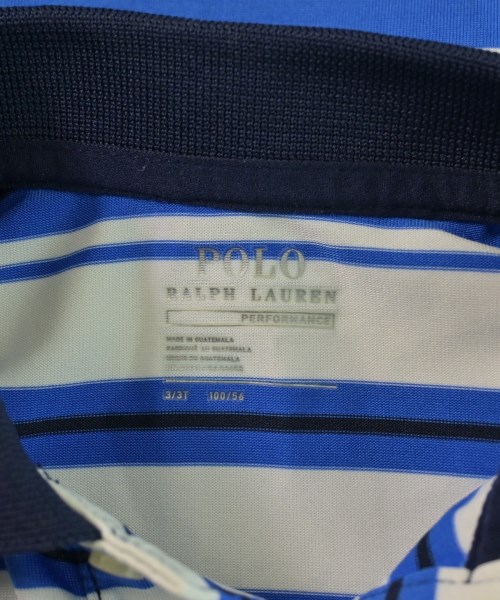 POLO
RALPH LAUREN
PERFORMANCE
MADE IN GUATEMALA
FABRIQUÉ AU GUATEMALA
HECHO EN GUATEMALA
3/3T 100/56